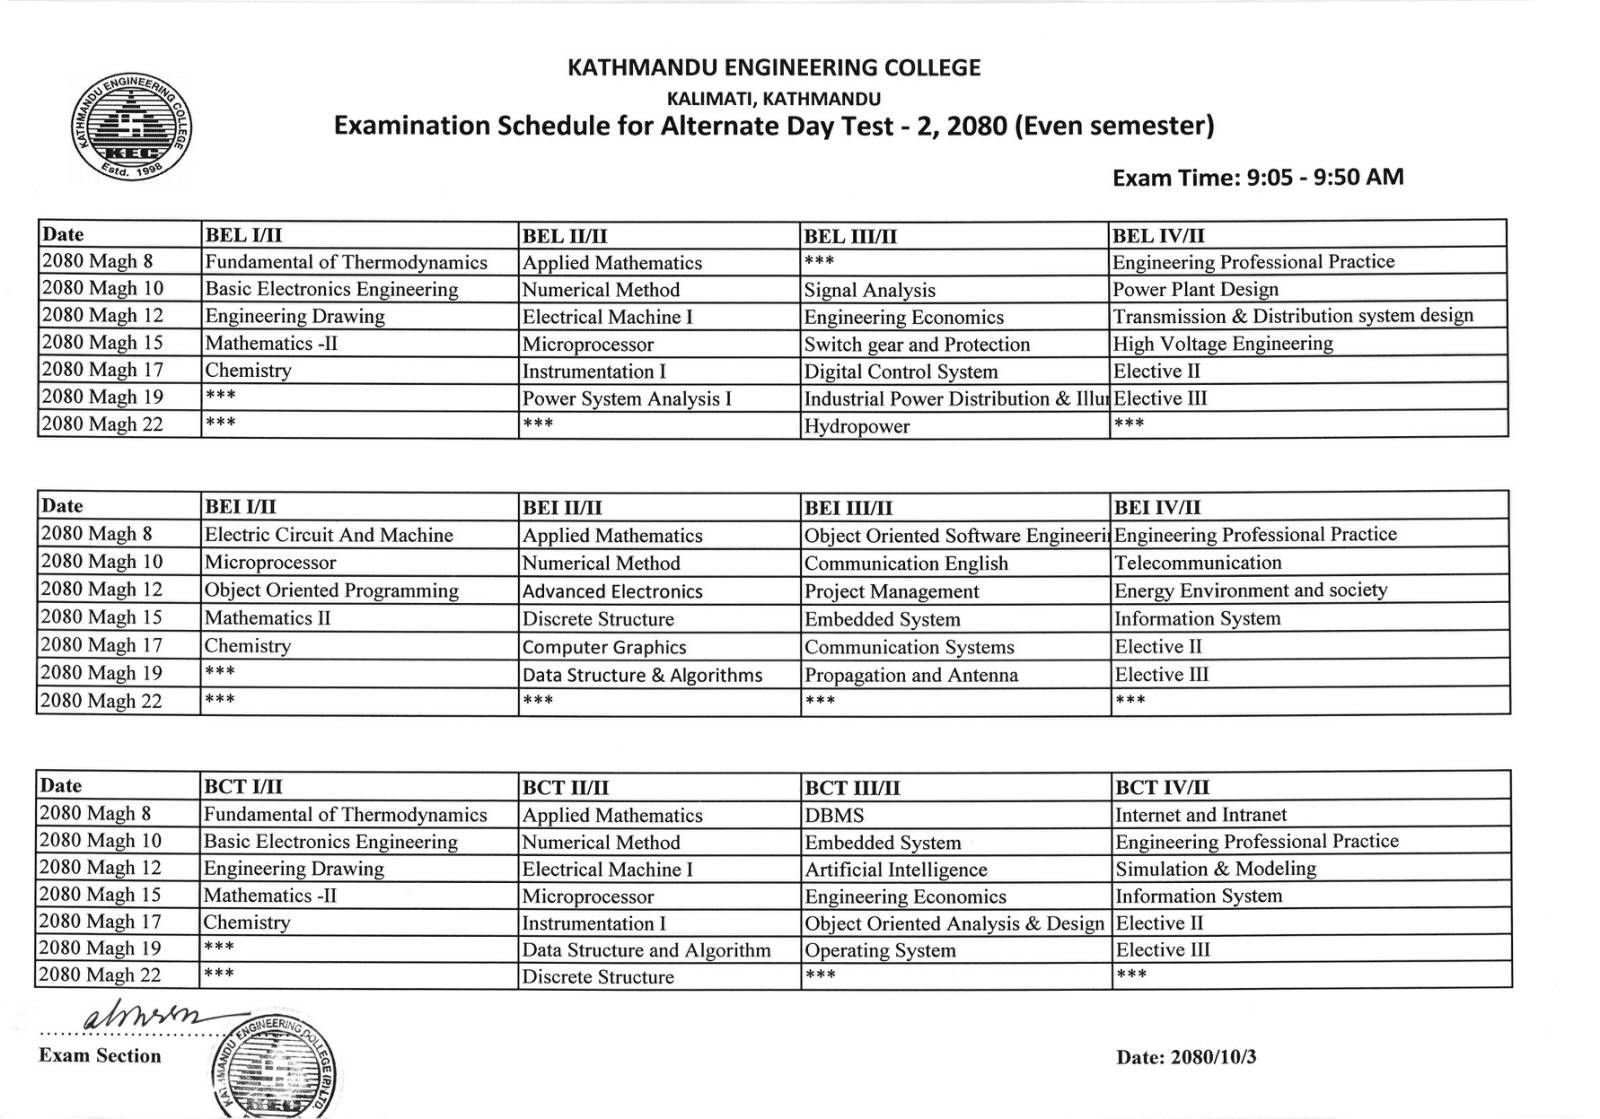 KATHMANDU ENGINEERING COLLEGE
KALIMATI, KATHMANDU
Examination Schedule for Alternate Day Test - 2, 2080 (Even semester)
KATHMANDU ENGINEERING COLLEGE
KEC
Estd. 1998
Exam Time: 9:05 - 9:50 AM
Date BEL I/II BEL II/II BEL III/II BEL IV/II
2080 Magh 8 Fundamental of Thermodynamics Applied Mathematics *** Engineering Professional Practice
2080 Magh 10 Basic Electronics Engineering Numerical Method Signal Analysis Power Plant Design
2080 Magh 12 Engineering Drawing Electrical Machine I Engineering Economics Transmission & Distribution system design
2080 Magh 15 Mathematics -II Microprocessor Switch gear and Protection High Voltage Engineering
2080 Magh 17 Chemistry Instrumentation I Digital Control System Elective II
2080 Magh 19 *** Power System Analysis I Industrial Power Distribution & Illu Elective III
2080 Magh 22 *** *** Hydropower ***
Date BEI I/II BEI II/II BEI III/II BEI IV/II
2080 Magh 8 Electric Circuit And Machine Applied Mathematics Object Oriented Software Engineeri Engineering Professional Practice
2080 Magh 10 Microprocessor Numerical Method Communication English Telecommunication
2080 Magh 12 Object Oriented Programming Advanced Electronics Project Management Energy Environment and society
2080 Magh 15 Mathematics II Discrete Structure Embedded System Information System
2080 Magh 17 Chemistry Computer Graphics Communication Systems Elective II
2080 Magh 19 *** Data Structure & Algorithms Propagation and Antenna Elective III
2080 Magh 22 *** *** *** ***
Date BCT I/II BCT II/II BCT III/II BCT IV/II
2080 Magh 8 Fundamental of Thermodynamics Applied Mathematics DBMS Internet and Intranet
2080 Magh 10 Basic Electronics Engineering Numerical Method Embedded System Engineering Professional Practice
2080 Magh 12 Engineering Drawing Electrical Machine I Artificial Intelligence Simulation & Modeling
2080 Magh 15 Mathematics -II Microprocessor Engineering Economics Information System
2080 Magh 17 Chemistry Instrumentation I Object Oriented Analysis & Design Elective II
2080 Magh 19 *** Data Structure and Algorithm Operating System Elective III
2080 Magh 22 *** Discrete Structure *** ***
Exam Section
KATHMANDU ENGINEERING COLLEGE (P) LTD
KEC
Date: 2080/10/3